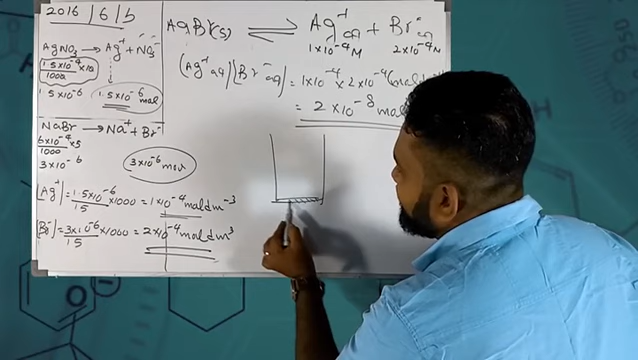 2016 / 6 / b
AgNO₃ → Ag⁺ + NO₃⁻
1.5×10⁻⁴×10
1000
1.5×10⁻⁶
1.5×10⁻⁶ mol
NaBr → Na⁺ + Br⁻
6×10⁻⁴×5
1000
3×10⁻⁶
3×10⁻⁶ mol
[Ag⁺] = 1.5×10⁻⁶/15 ×1000 = 1×10⁻⁴ moldm⁻³
[Br⁻] = 3×10⁻⁶/15 ×1000 = 2×10⁻⁴ moldm³
AgBr(s) ⇌ Ag⁺aq + Br⁻aq
1×10⁻⁴M 2×10⁻⁴M
(Ag⁺aq)(Br⁻aq) = 1×10⁻⁴ × 2×10⁻⁴
= 2×10⁻⁸